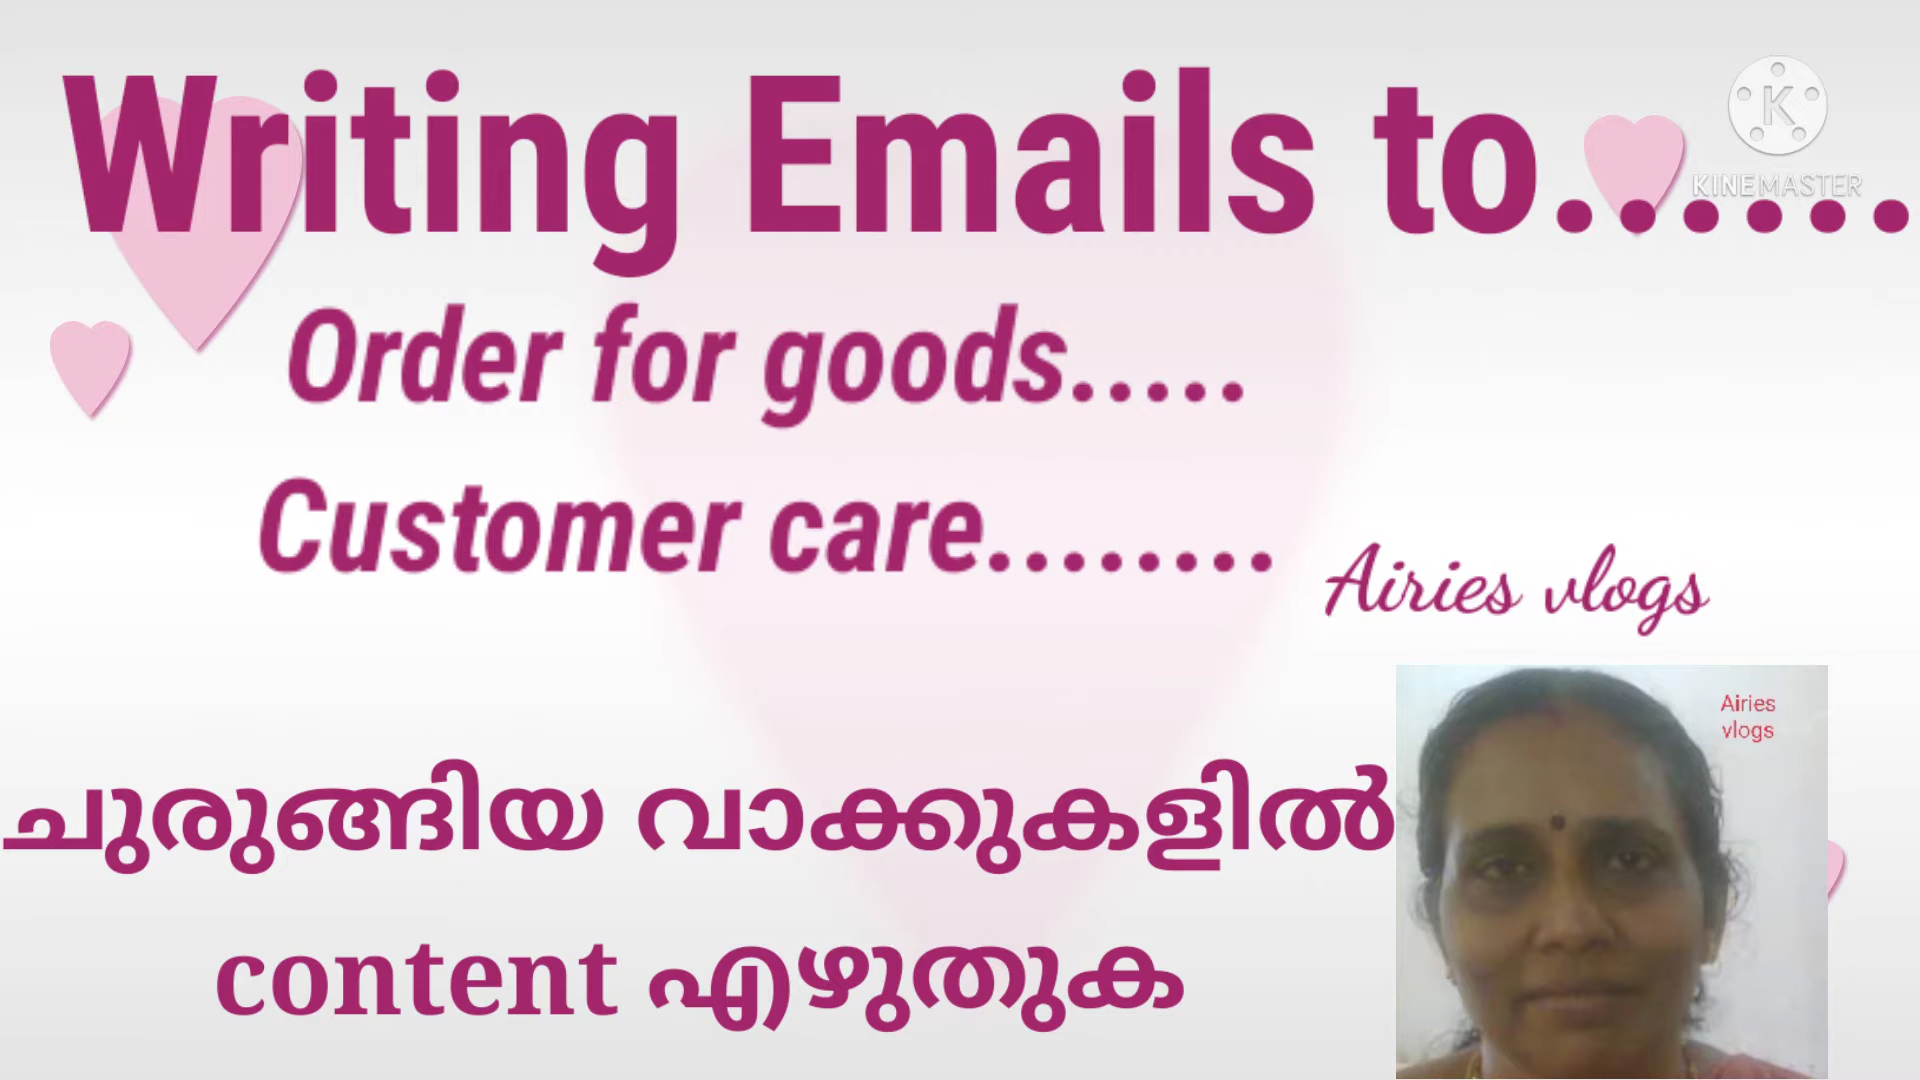 Writing Emails to......
KINEMASTER
Order for goods.....
Customer care........
Airies vlogs
Airies
vlogs
ചുരുങ്ങിയ വാക്കുകളിൽ
content എഴുതുക